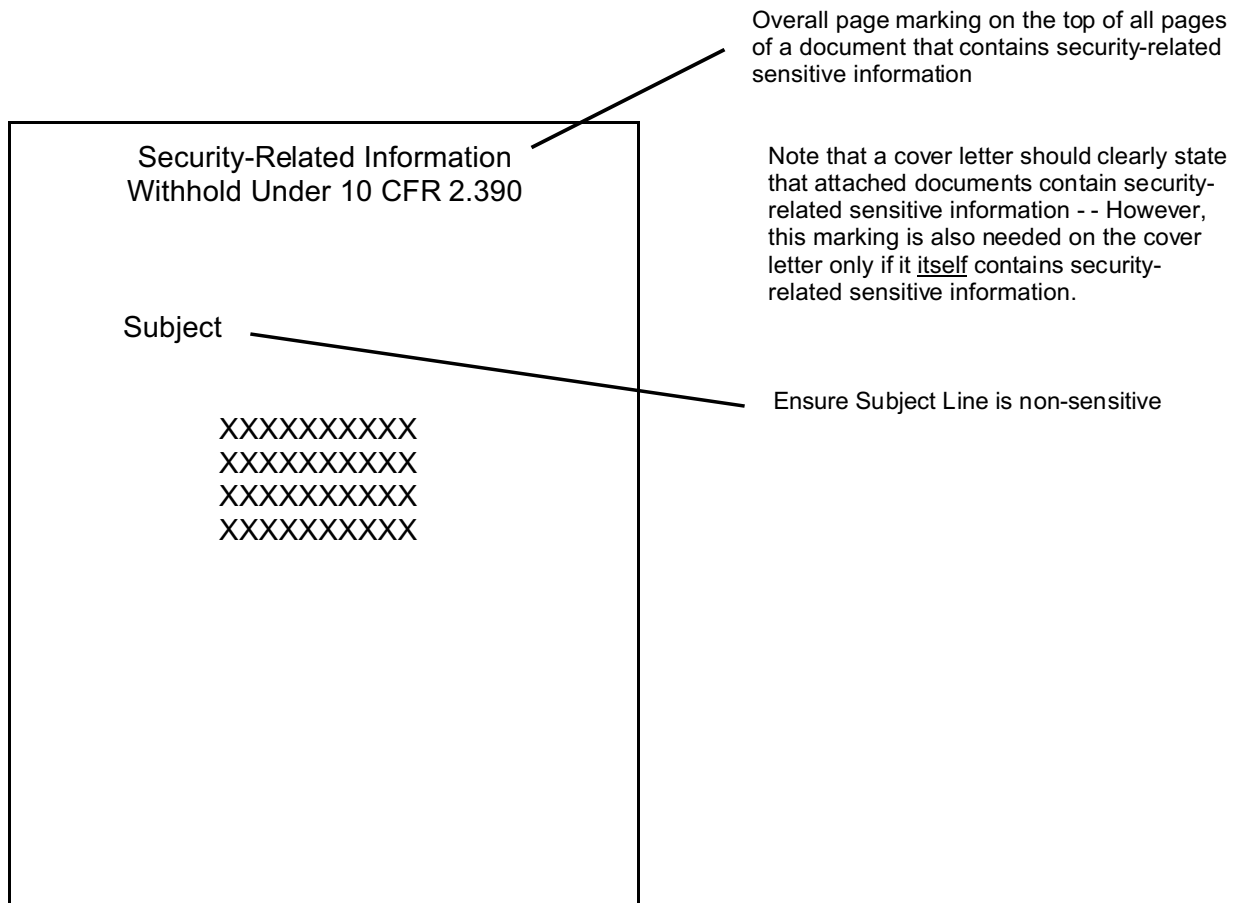 Overall page marking on the top of all pages
of a document that contains security-related
sensitive information
Security-Related Information
Withhold Under 10 CFR 2.390
Note that a cover letter should clearly state
that attached documents contain security-
related sensitive information - - However,
this marking is also needed on the cover
letter only if it itself contains security-
related sensitive information.
Subject
Ensure Subject Line is non-sensitive
XXXXXXXXXX
XXXXXXXXXX
XXXXXXXXXX
XXXXXXXXXX